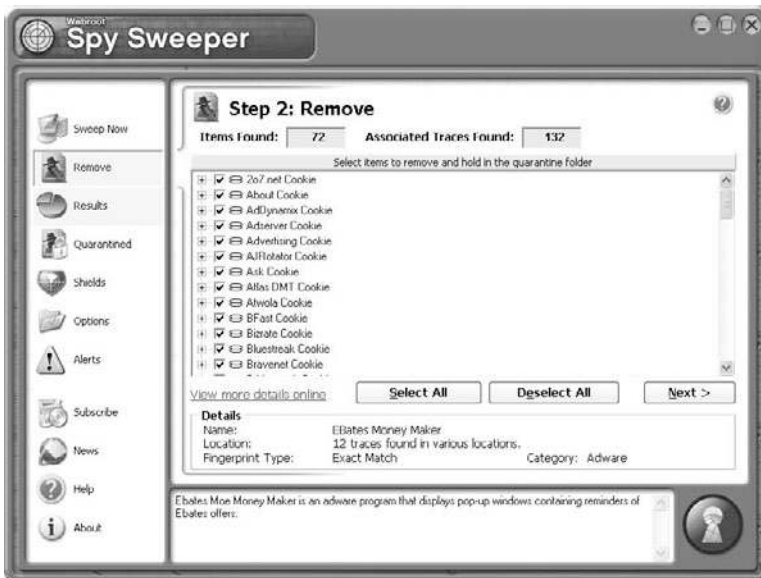 Webroot
Spy Sweeper
Sweep Now
Remove
Results
Quarantined
Shields
Options
Alerts
Subscribe
News
Help
i About
Step 2: Remove
?
Items Found: 72 Associated Traces Found: 132
Select items to remove and hold in the quarantine folder
2o7.net Cookie
About Cookie
AdDynamix Cookie
Adserver Cookie
Advertising Cookie
AJRotator Cookie
Ask Cookie
Atlas DMT Cookie
Atwola Cookie
BFast Cookie
Bizrate Cookie
Bluestreak Cookie
Bravenet Cookie
View more details online
Select All
Deselect All
Next >
Details
Name: EBates Money Maker
Location: 12 traces found in various locations.
Fingerprint Type: Exact Match Category: Adware
Ebates Moe Money Maker is an adware program that displays pop-up windows containing reminders of
Ebates offers.